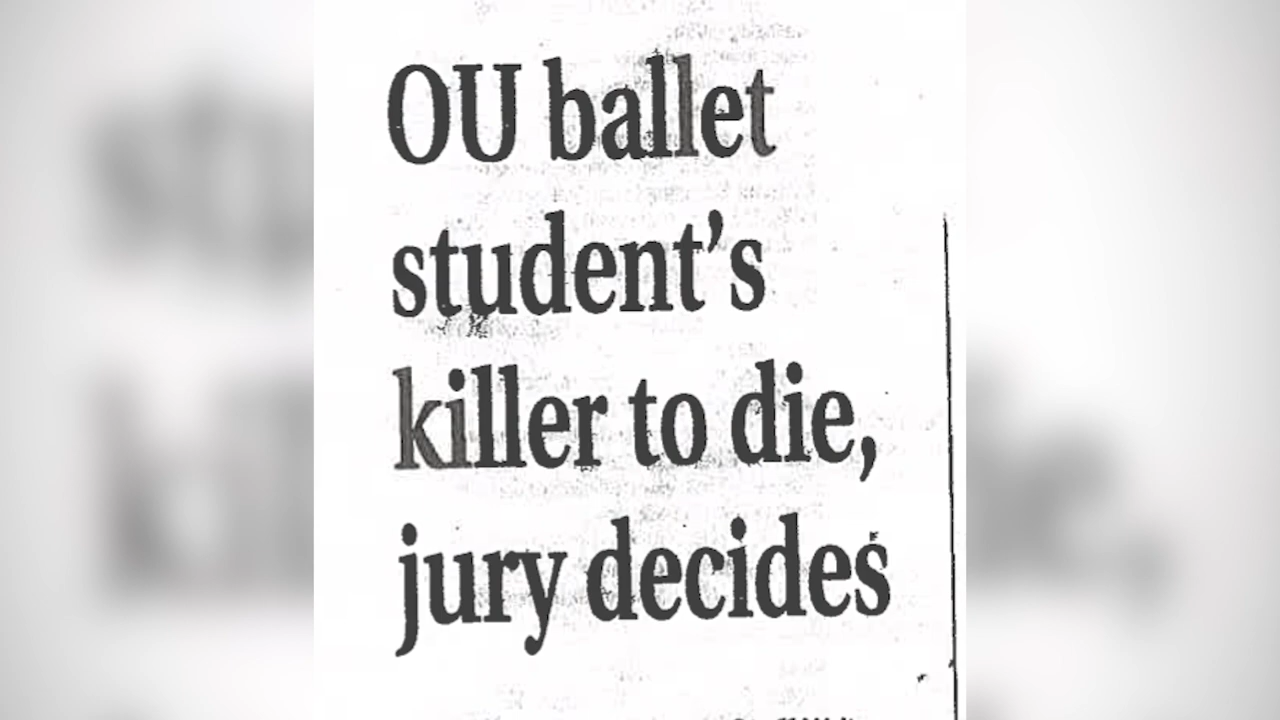 OU ballet
student’s
killer to die,
jury decides